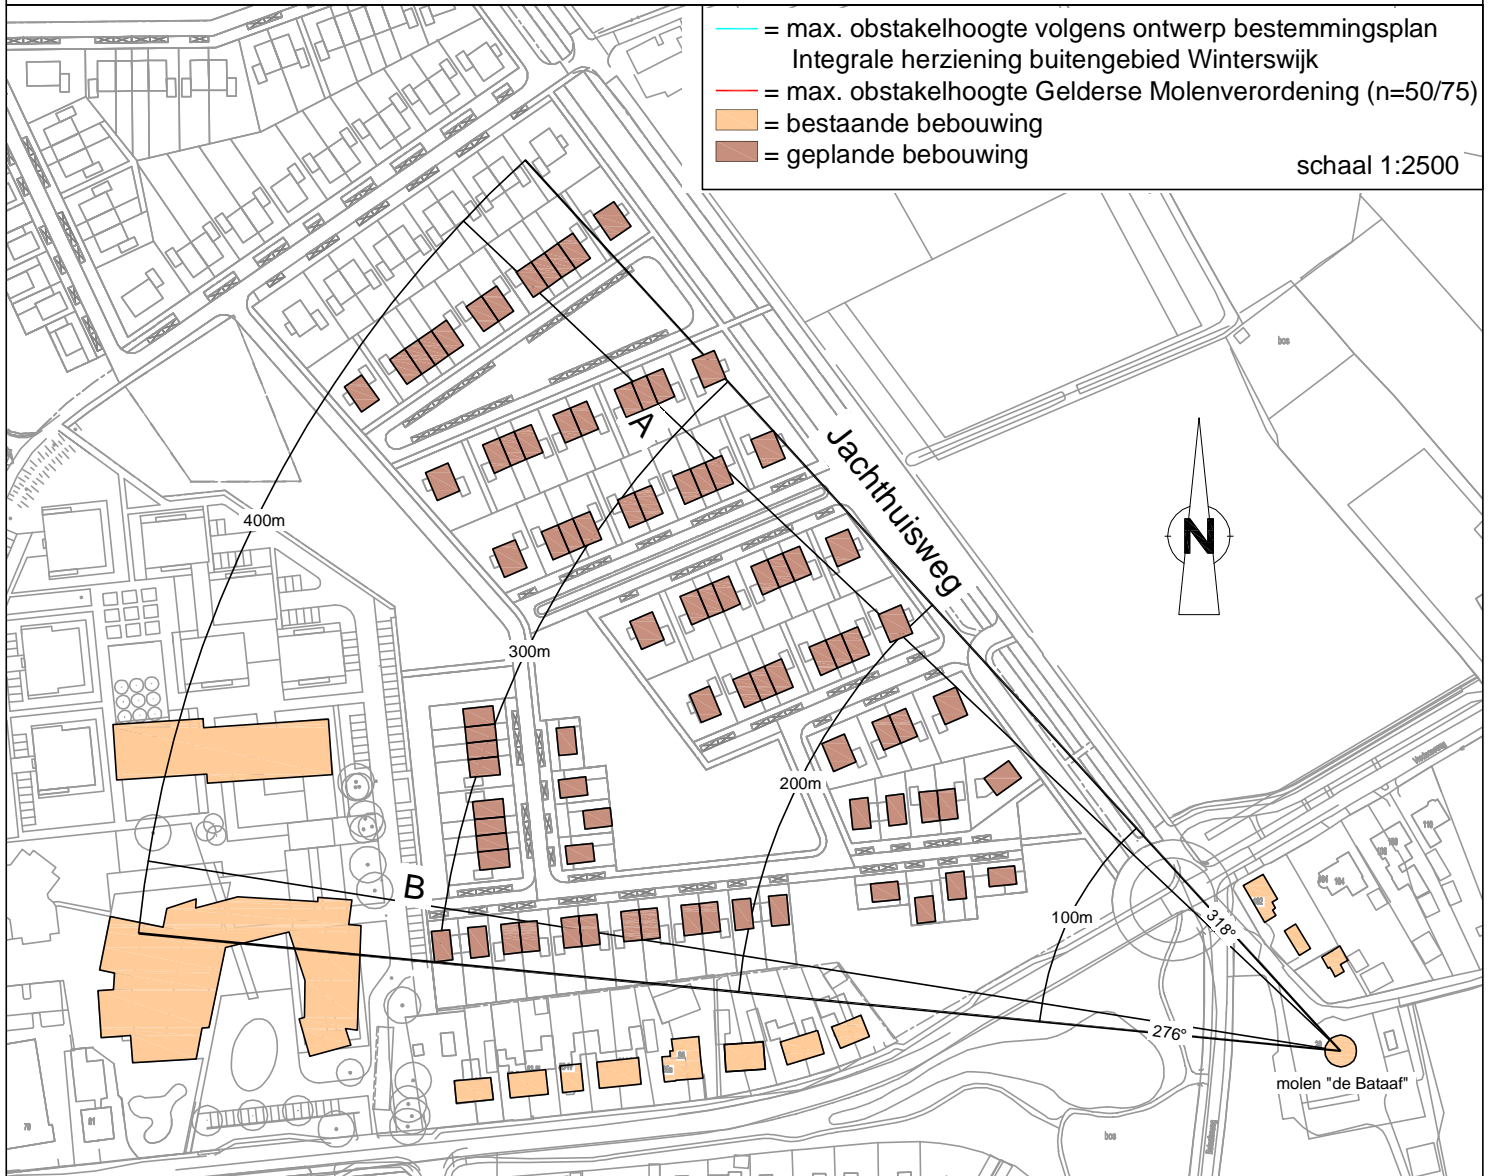 = max. obstakelhoogte volgens ontwerp bestemmingsplan
Integrale herziening buitengebied Winterswijk
= max. obstakelhoogte Gelderse Molenverordening (n=50/75)
= bestaande bebouwing
= geplande bebouwing
schaal 1:2500
bos
A
Jachthuisweg
400m
N
300m
200m
B
100m
318°
276°
molen "de Bataaf"
bos